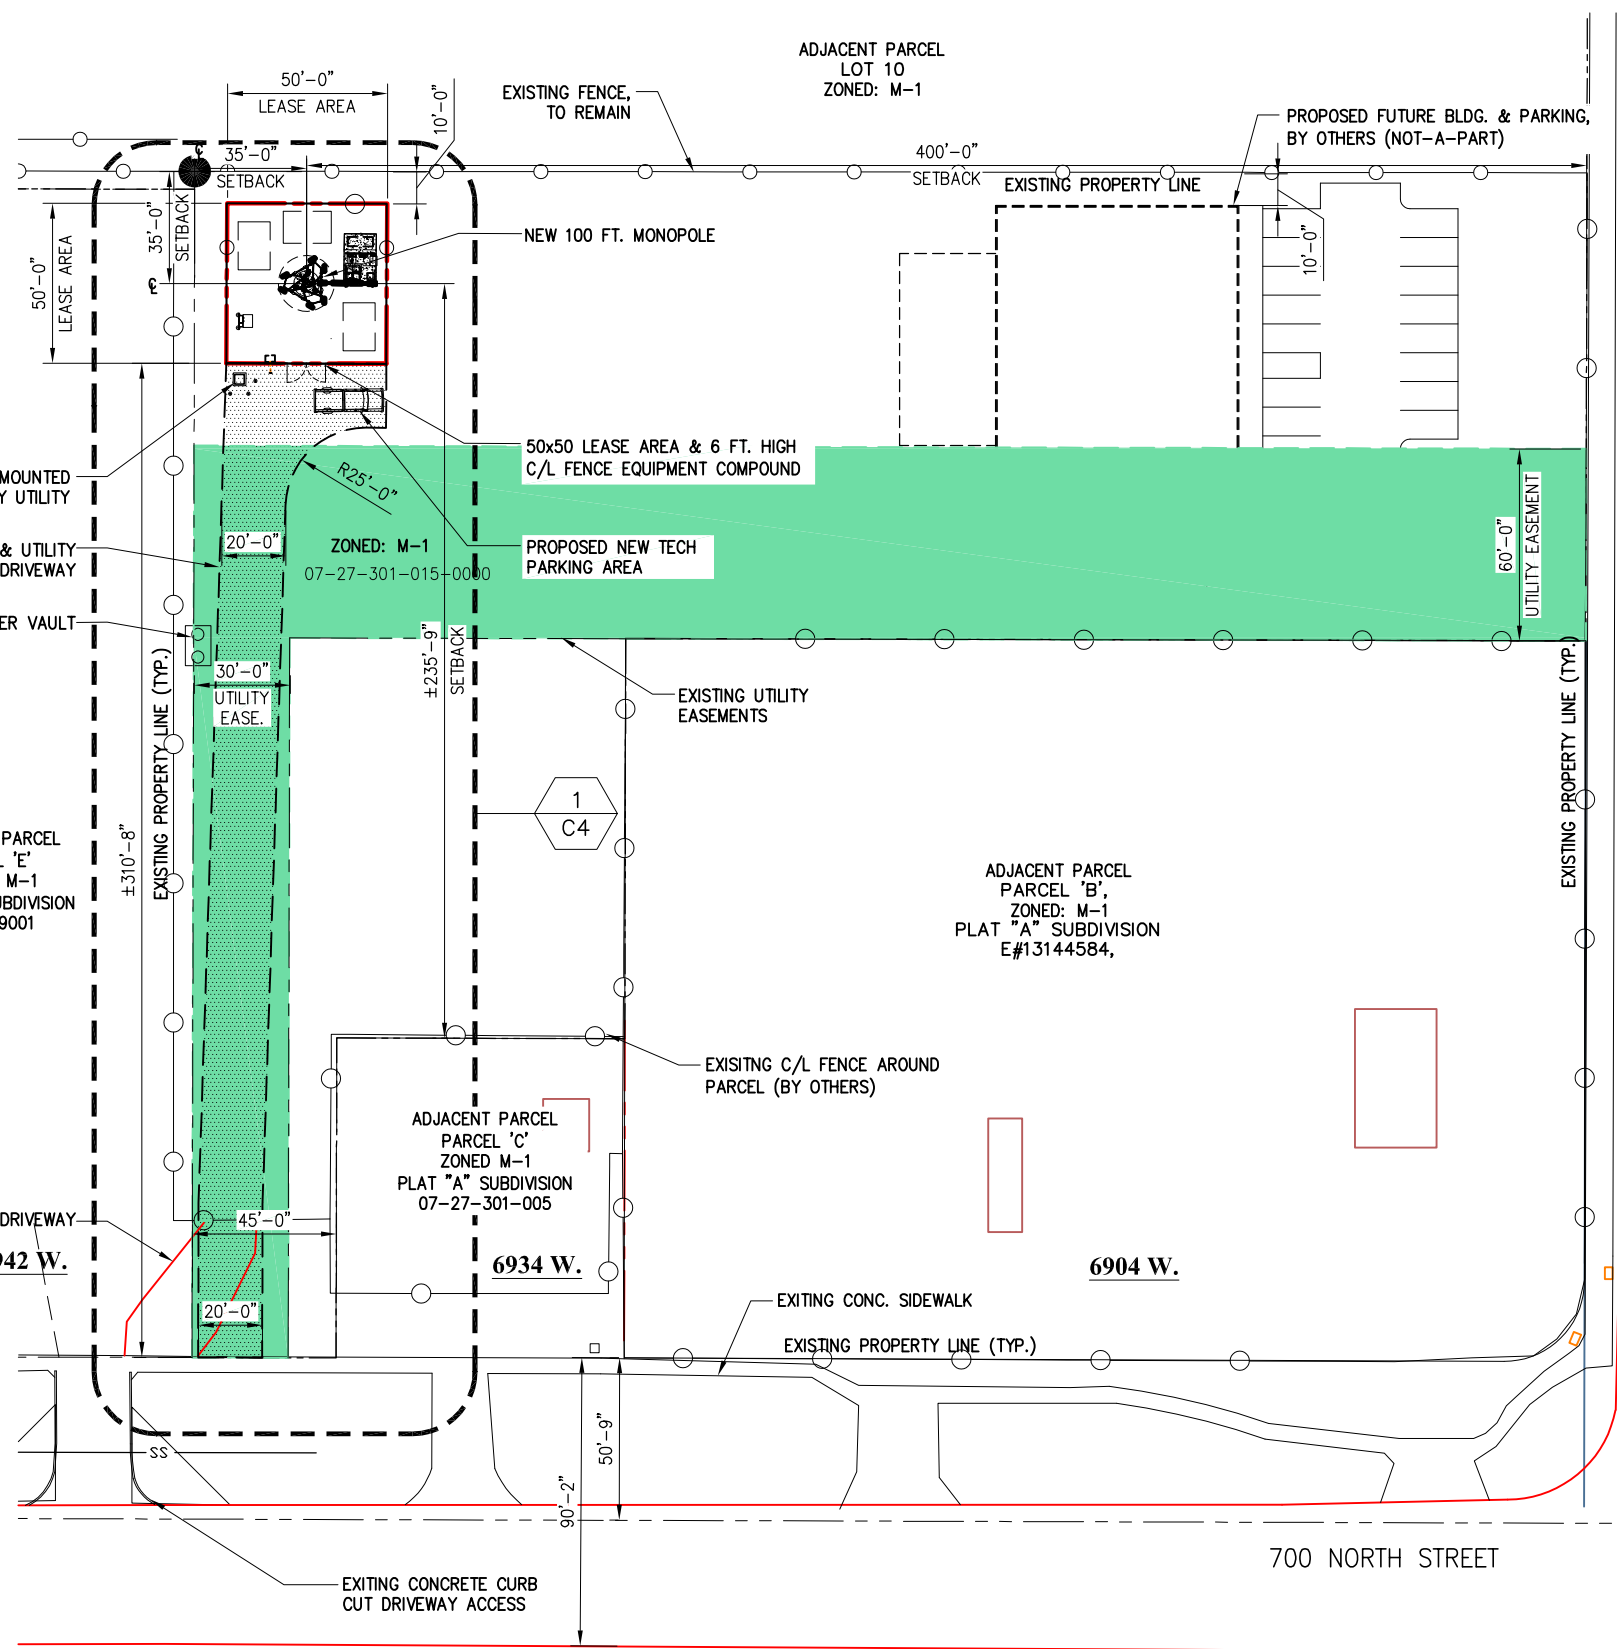 ADJACENT PARCEL
LOT 10
ZONED: M-1
50'-0"
LEASE AREA
10'-0"
EXISTING FENCE,
TO REMAIN
PROPOSED FUTURE BLDG. & PARKING,
BY OTHERS (NOT-A-PART)
35'-0"
SETBACK
400'-0"
SETBACK
EXISTING PROPERTY LINE
35'-0"
SETBACK
50'-0"
LEASE AREA
NEW 100 FT. MONOPOLE
10'-0"
50x50 LEASE AREA & 6 FT. HIGH
C/L FENCE EQUIPMENT COMPOUND
MOUNTED
Y UTILITY
R25'-0"
60'-0"
UTILITY EASEMENT
& UTILITY
DRIVEWAY
20'-0"
ZONED: M-1
07-27-301-015-0000
PROPOSED NEW TECH
PARKING AREA
ER VAULT
30'-0"
UTILITY
EASE.
±235'-9"
SETBACK
EXISTING PROPERTY LINE (TYP.)
EXISTING UTILITY
EASEMENTS
EXISTING PROPERTY LINE (TYP.)
1
C4
±310'-8"
PARCEL
'E'
M-1
UBDIVISION
9001
ADJACENT PARCEL
PARCEL 'B',
ZONED: M-1
PLAT "A" SUBDIVISION
E#13144584,
EXISITNG C/L FENCE AROUND
PARCEL (BY OTHERS)
ADJACENT PARCEL
PARCEL 'C'
ZONED M-1
PLAT "A" SUBDIVISION
07-27-301-005
DRIVEWAY
45'-0"
942 W.
6934 W.
6904 W.
20'-0"
EXITING CONC. SIDEWALK
EXISTING PROPERTY LINE (TYP.)
50'-9"
90'-2"
SS
700 NORTH STREET
EXITING CONCRETE CURB
CUT DRIVEWAY ACCESS